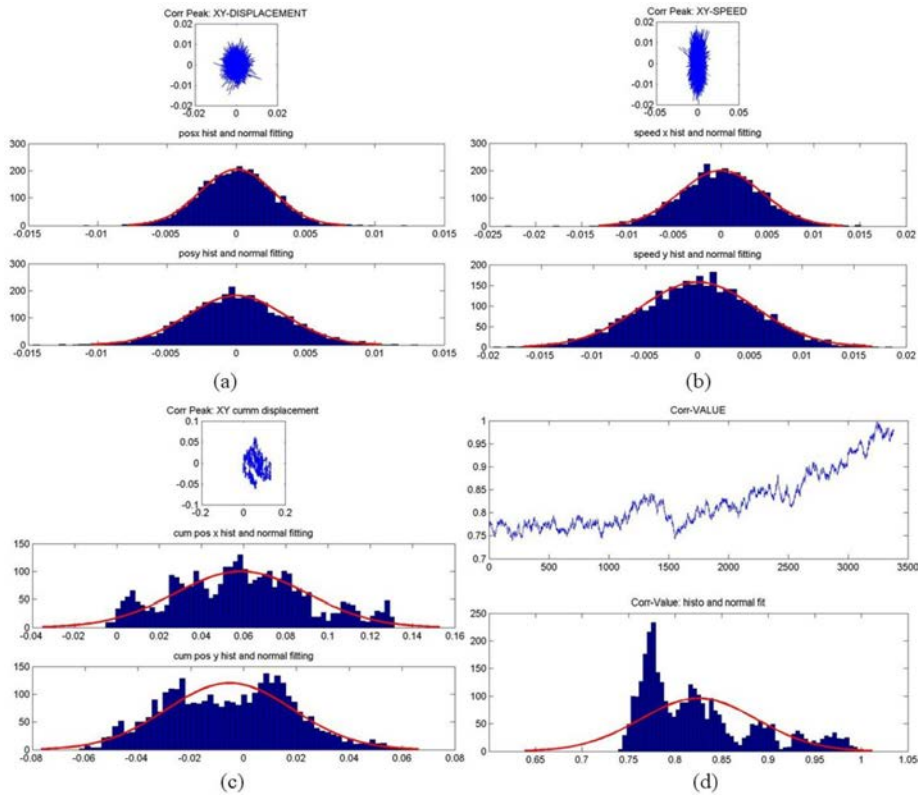 Corr Peak: XY-DISPLACEMENT
0.02
0.01
0
-0.01
-0.02
-0.02 0 0.02
posx hist and normal fitting
300
200
100
0
-0.015 -0.01 -0.005 0 0.005 0.01 0.015
posy hist and normal fitting
300
200
100
0
-0.015 -0.01 -0.005 0 0.005 0.01 0.015
(a)
Corr Peak: XY-SPEED
0.02
0.01
0
-0.01
-0.02
-0.05 0 0.05
speed x hist and normal fitting
300
200
100
0
-0.025 -0.02 -0.015 -0.01 -0.005 0 0.005 0.01 0.015 0.02
speed y hist and normal fitting
200
150
100
50
0
-0.02 -0.015 -0.01 -0.005 0 0.005 0.01 0.015 0.02
(b)
Corr Peak: XY cumm displacement
0.1
0.05
0
-0.05
-0.1
-0.2 0 0.2
cum pos x hist and normal fitting
150
100
50
0
-0.04 -0.02 0 0.02 0.04 0.06 0.08 0.1 0.12 0.14 0.16
cum pos y hist and normal fitting
150
100
50
0
-0.08 -0.06 -0.04 -0.02 0 0.02 0.04 0.06 0.08
(c)
Corr-VALUE
1
0.95
0.9
0.85
0.8
0.75
0.7
0 500 1000 1500 2000 2500 3000 3500
Corr-Value: histo and normal fit
250
200
150
100
50
0
0.65 0.7 0.75 0.8 0.85 0.9 0.95 1 1.05
(d)